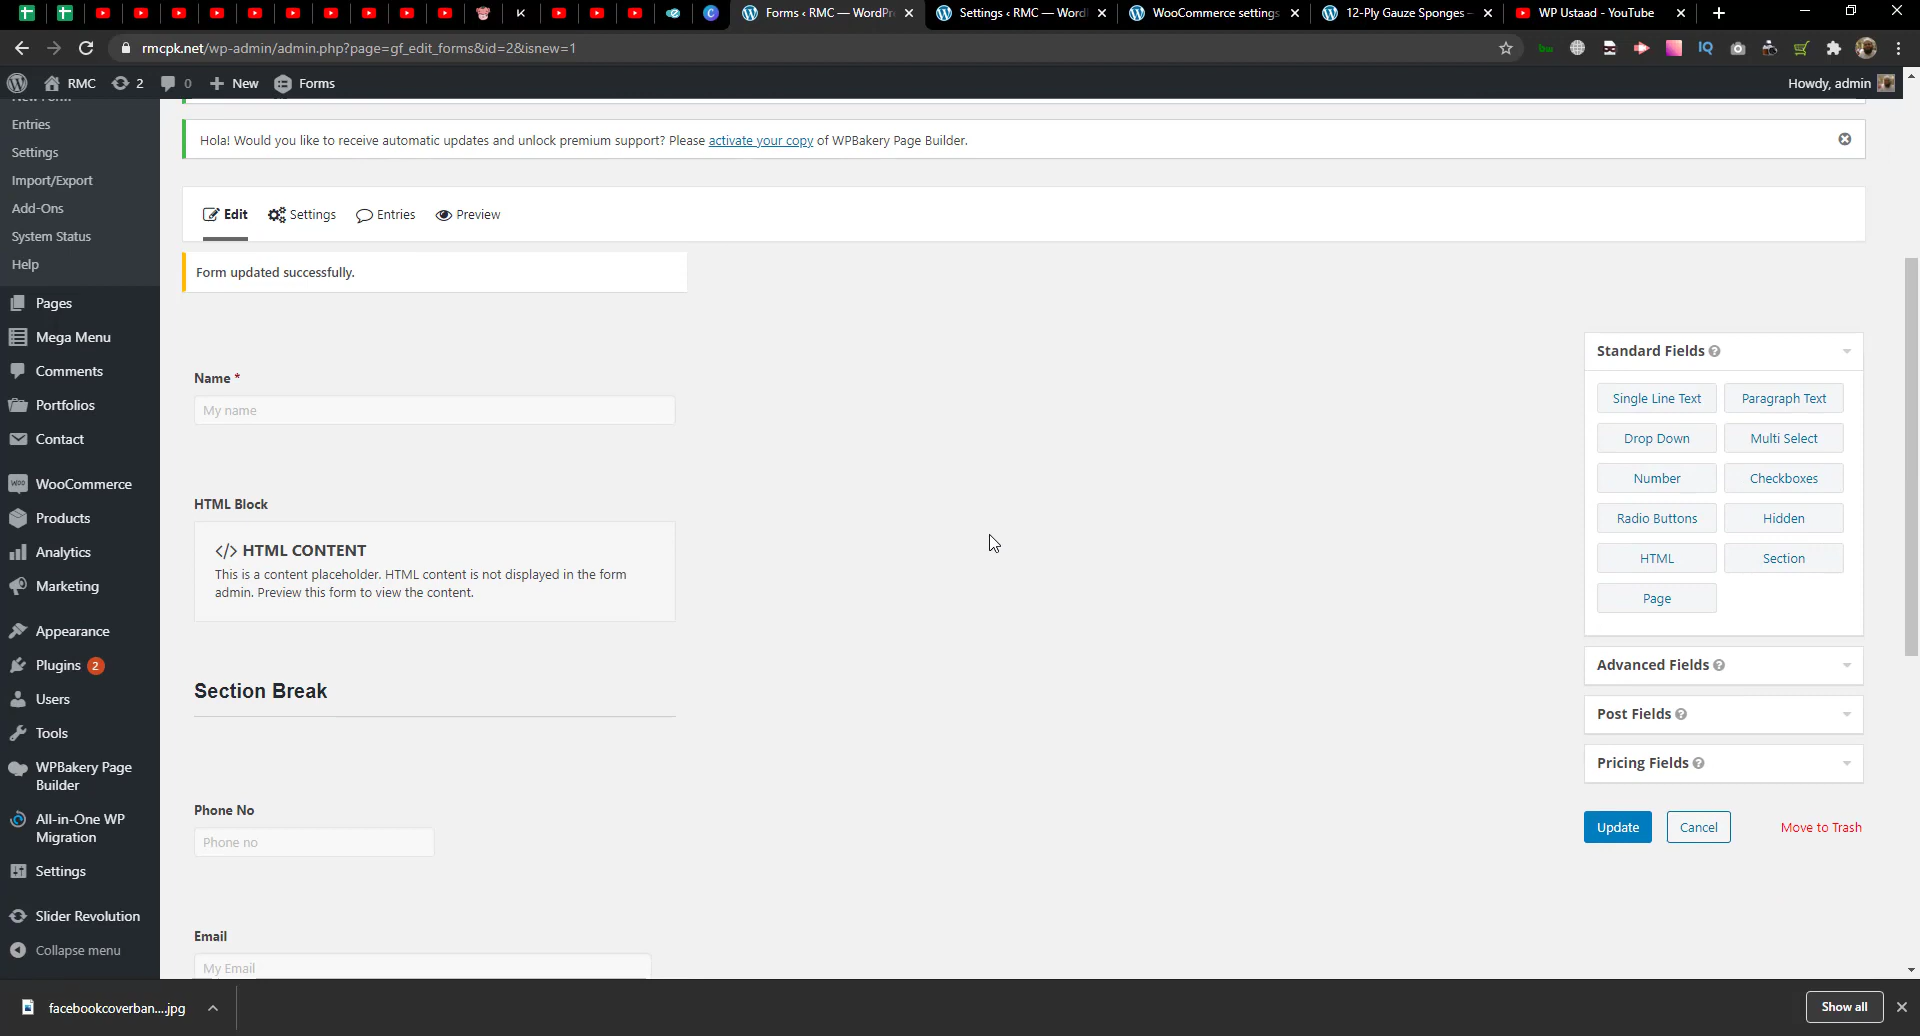 Forms ‹ RMC — WordPr
Settings ‹ RMC — Word
WooCommerce settings
12-Ply Gauze Sponges –
WP Ustaad - YouTube
rmcpk.net/wp-admin/admin.php?page=gf_edit_forms&id=2&isnew=1
IQ
RMC
2
0
New
Forms
Howdy, admin
New Form
Entries
Settings
Import/Export
Add-Ons
System Status
Help
Pages
Mega Menu
Comments
Portfolios
Contact
WooCommerce
Products
Analytics
Marketing
Appearance
Plugins 2
Users
Tools
WPBakery Page
Builder
All-in-One WP
Migration
Settings
Slider Revolution
Collapse menu
Hola! Would you like to receive automatic updates and unlock premium support? Please activate your copy of WPBakery Page Builder.
Edit
Settings
Entries
Preview
Form updated successfully.
Name *
My name
HTML Block
</> HTML CONTENT
This is a content placeholder. HTML content is not displayed in the form
admin. Preview this form to view the content.
Section Break
Phone No
Phone no
Email
My Email
Standard Fields
Single Line Text
Paragraph Text
Drop Down
Multi Select
Number
Checkboxes
Radio Buttons
Hidden
HTML
Section
Page
Advanced Fields
Post Fields
Pricing Fields
Update
Cancel
Move to Trash
facebookcoverban....jpg
Show all